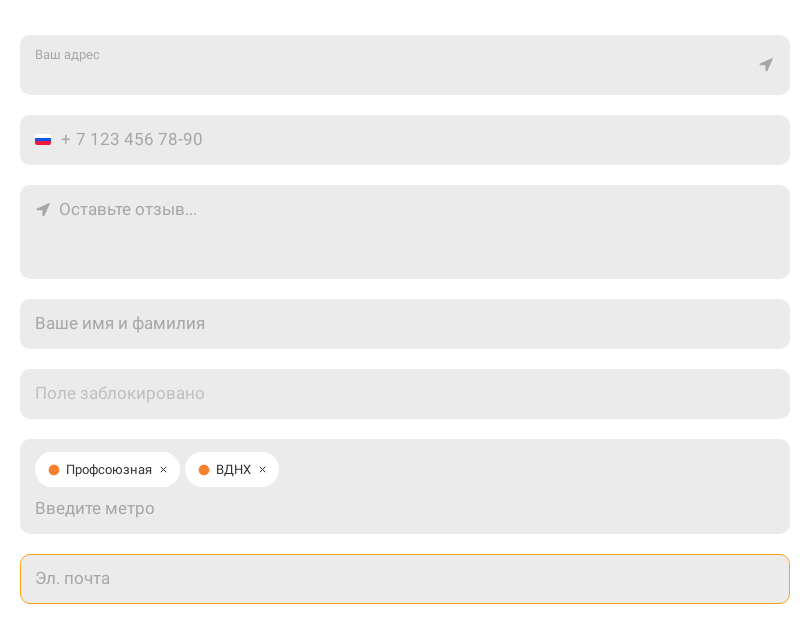 Ваш адрес
+ 7 123 456 78-90
Оставьте отзыв...
Ваше имя и фамилия
Поле заблокировано
Профсоюзная × ВДНХ ×
Введите метро
Эл. почта